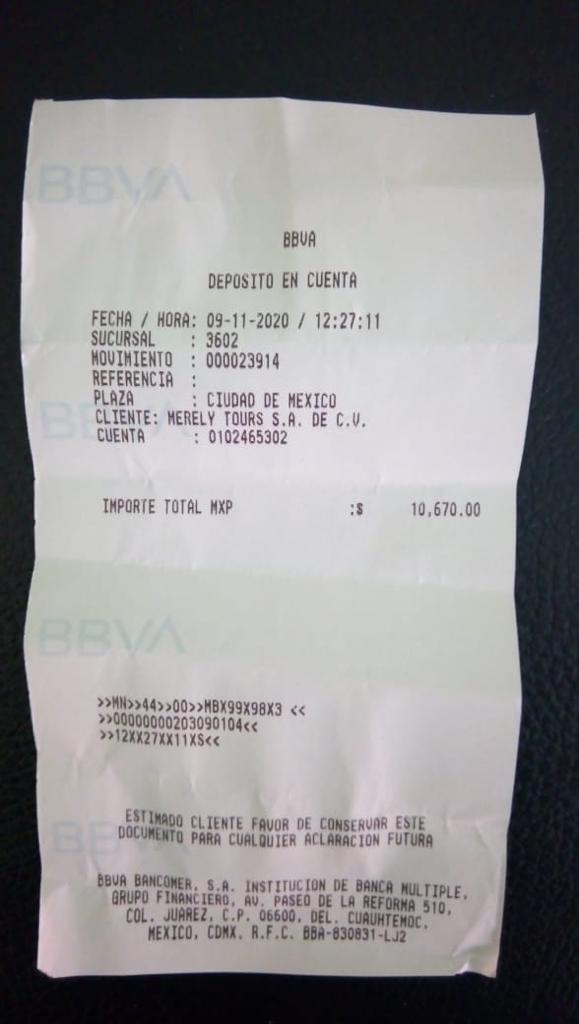 BBVA
BBVA
DEPOSITO EN CUENTA
FECHA / HORA: 09-11-2020 / 12:27:11
SUCURSAL : 3602
MOVIMIENTO : 000023914
REFERENCIA :
PLAZA : CIUDAD DE MEXICO
CLIENTE: MERELY TOURS S.A. DE C.V.
CUENTA : 0102465302
IMPORTE TOTAL MXP :$ 10,670.00
BBVA
>>MN>>44>>00>>MBX99X98X3 <<
>>00000000203090104<<
>>12XX27XX11XS<<
ESTIMADO CLIENTE FAVOR DE CONSERVAR ESTE
DOCUMENTO PARA CUALQUIER ACLARACION FUTURA
BBVA BANCOMER, S.A. INSTITUCION DE BANCA MULTIPLE,
GRUPO FINANCIERO, AV. PASEO DE LA REFORMA 510,
COL. JUAREZ, C.P. 06600, DEL. CUAUHTEMOC,
MEXICO, CDMX. R.F.C. BBA-830831-LJ2